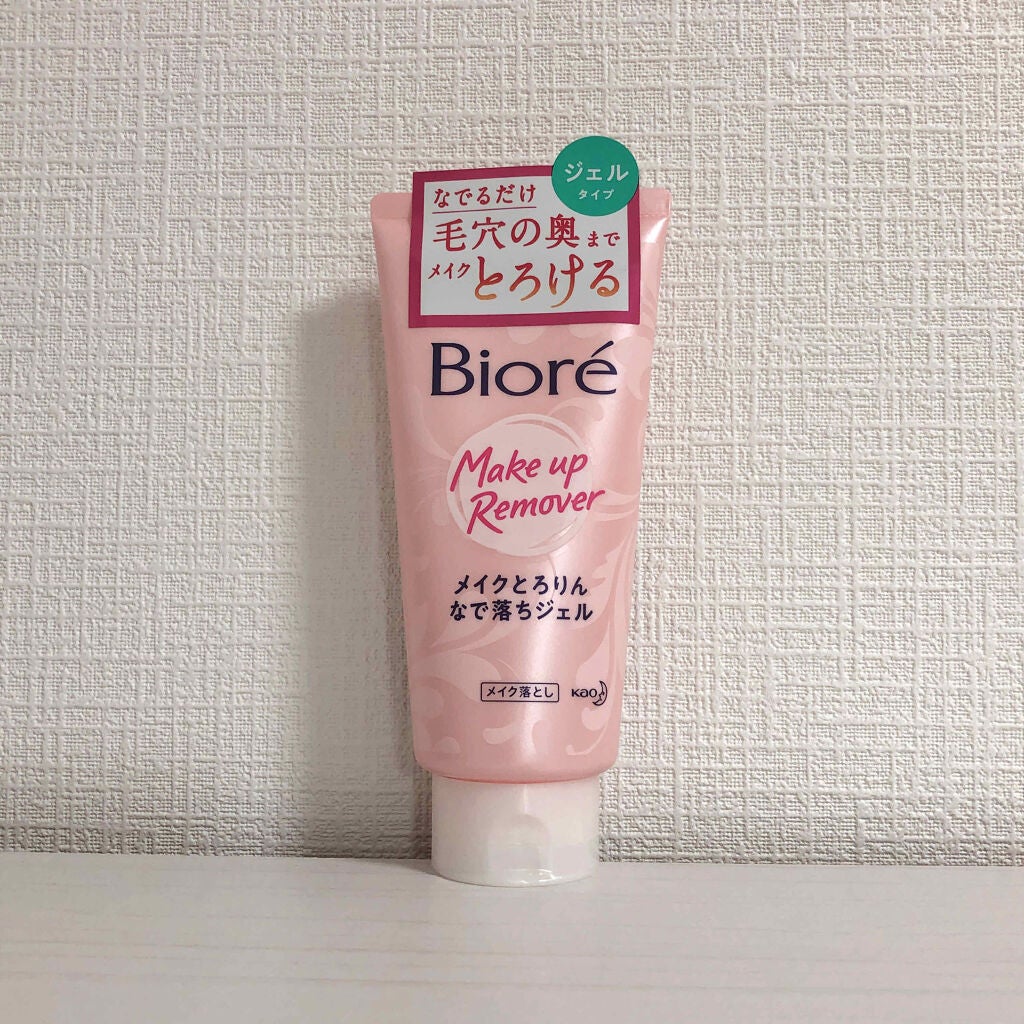 ジェル
タイプ
なでるだけ
毛穴の奥まで
メイクとろける
Bioré
Make up
Remover
メイクとろりん
なで落ちジェル
メイク落とし Kao